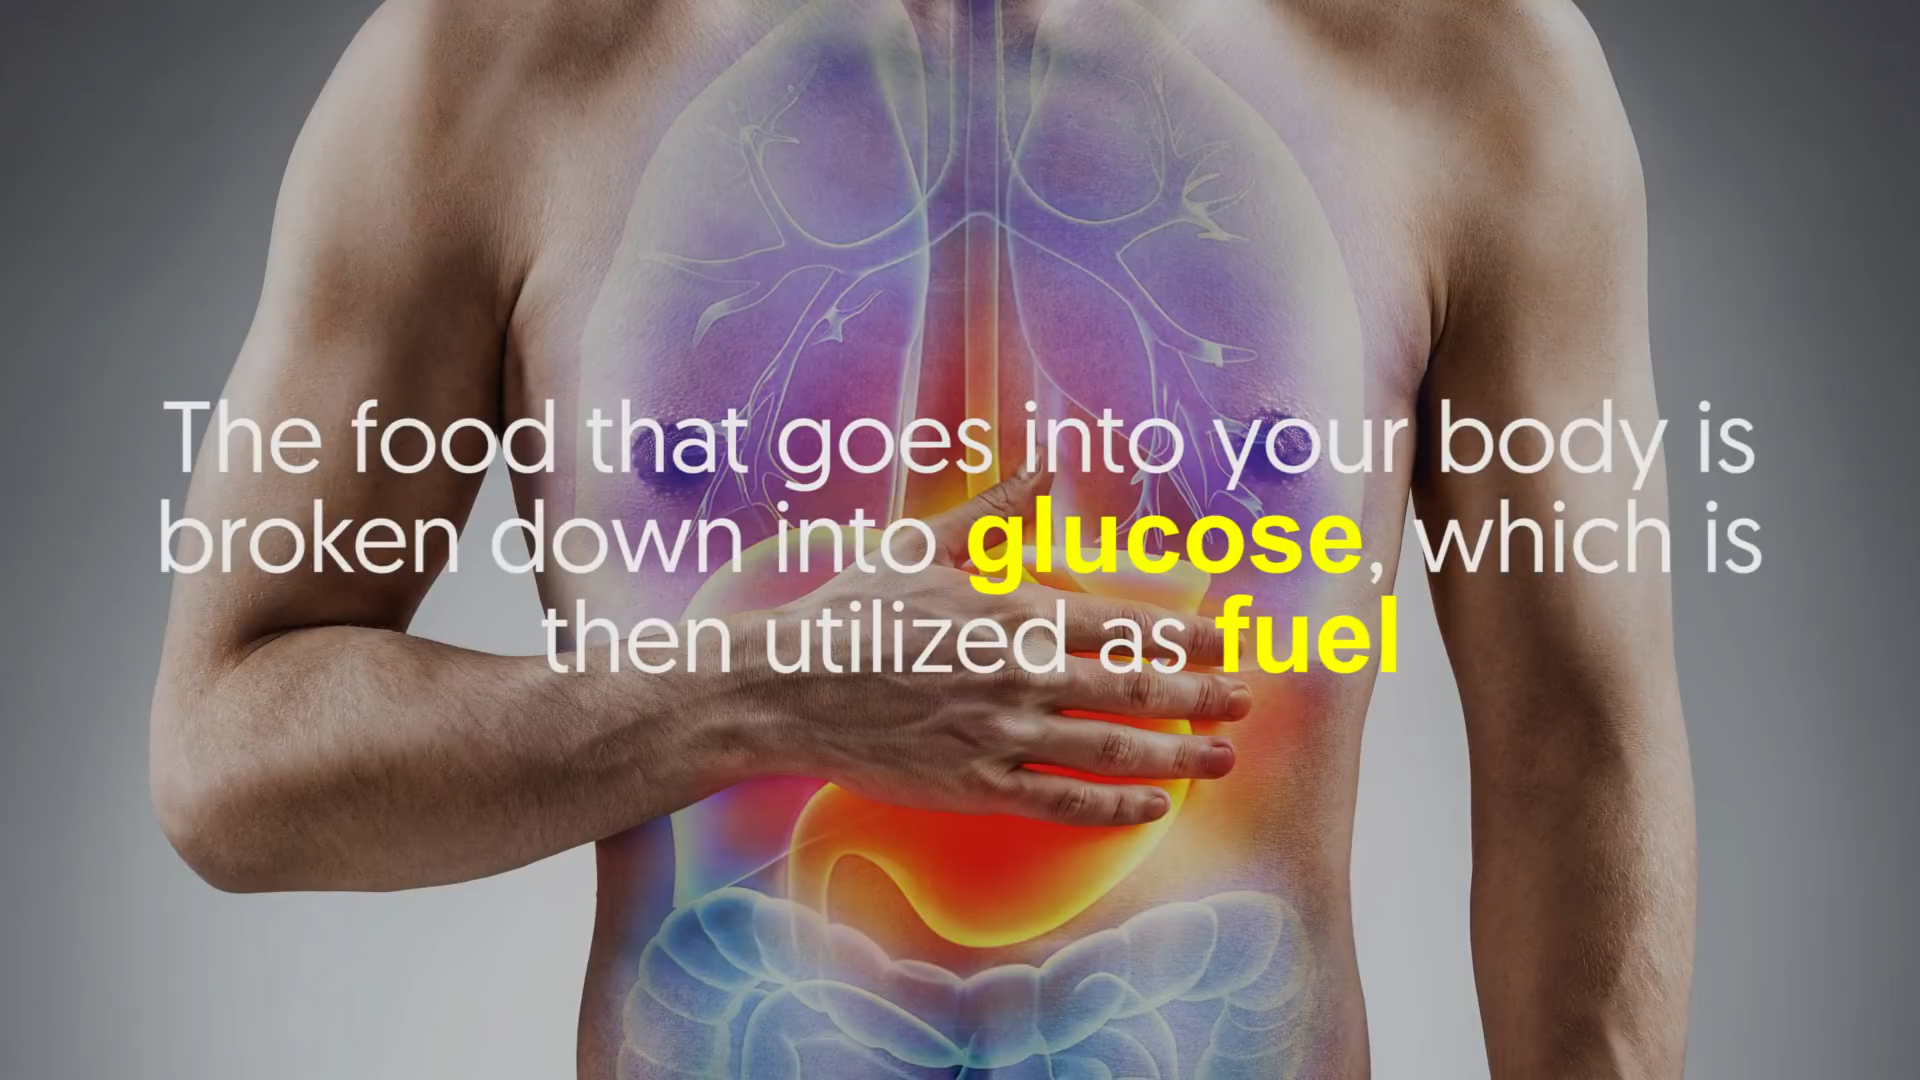 The food that goes into your body is
broken down into glucose, which is
then utilized as fuel